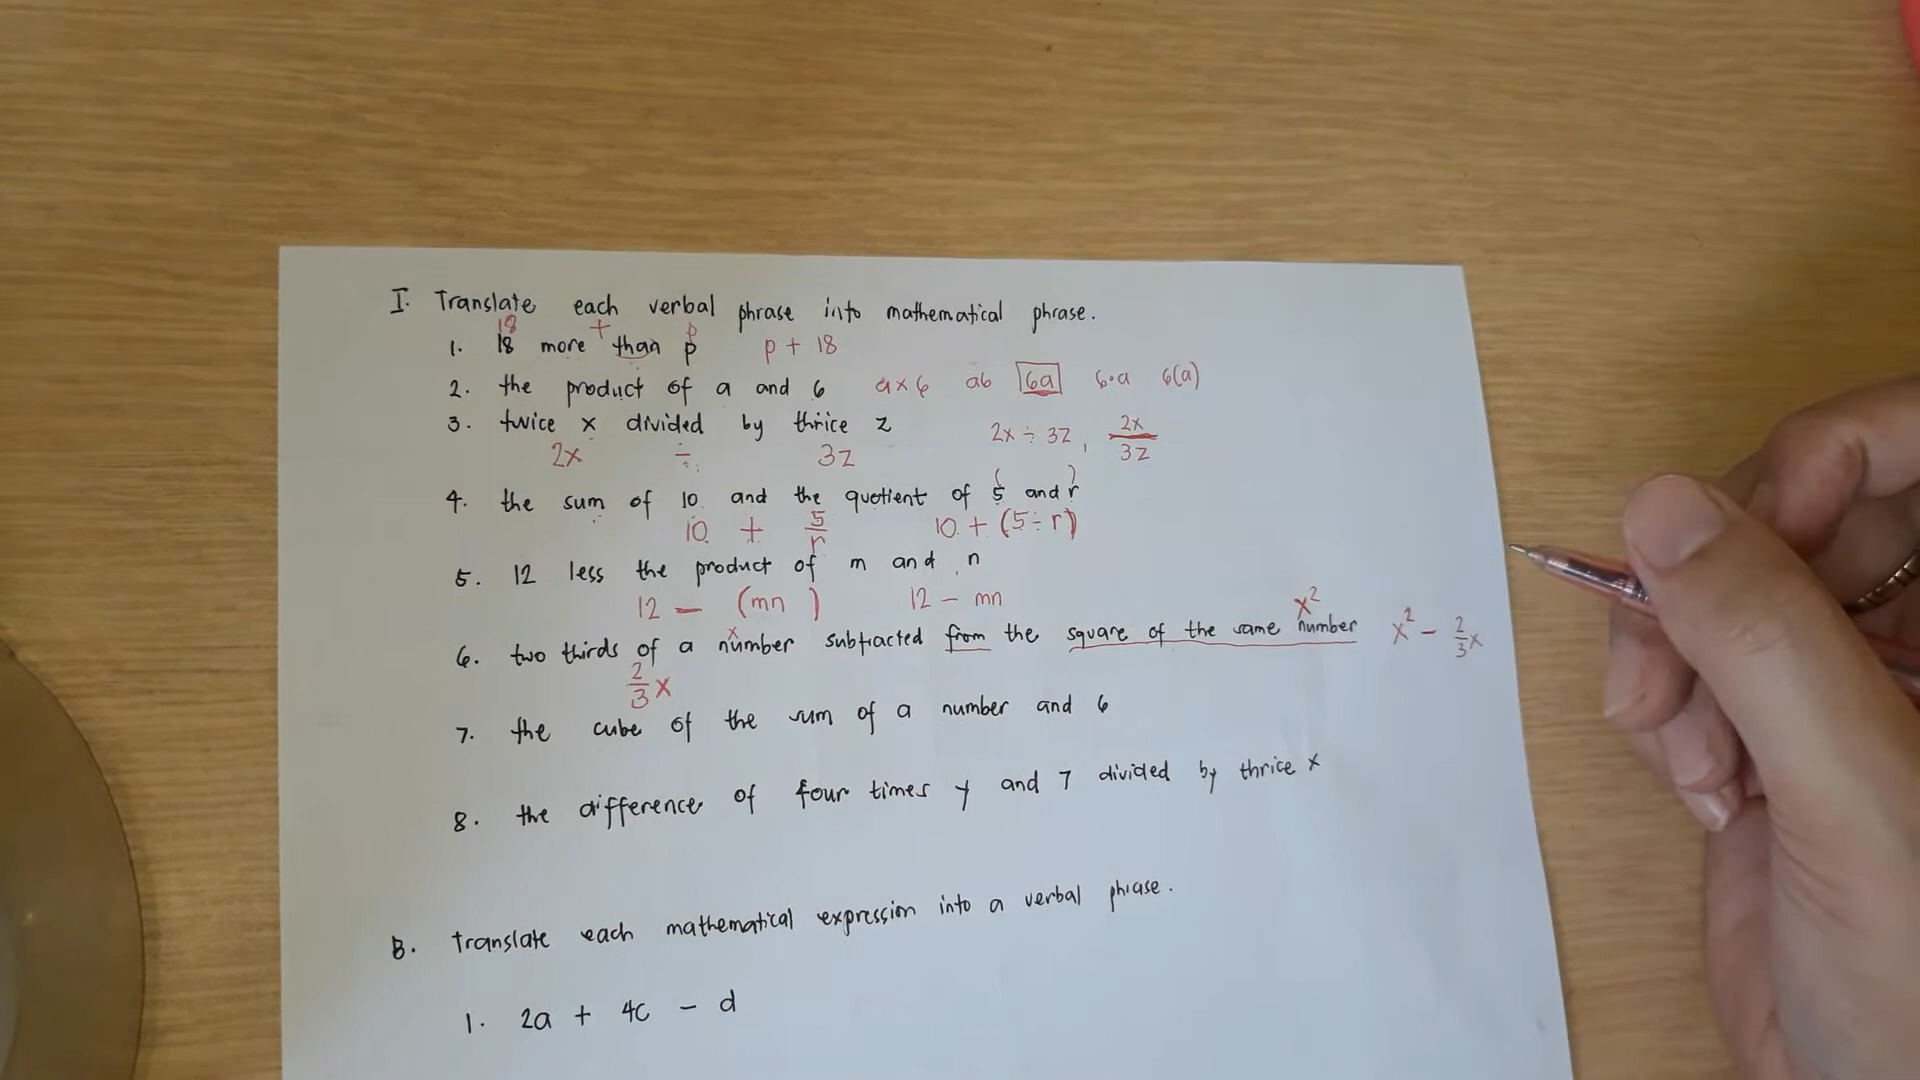 I. Translate each verbal phrase into mathematical phrase.
18 + p
1. 18 more than p p + 18
2. the product of a and 6 a x 6 a6 6a 6·a 6(a)
3. twice x divided by thrice z 2x ÷ 3z , 2x/3z
2x ÷ 3z
4. the sum of 10 and the quotient of 5 and r
10 + 5/r 10 + (5 ÷ r)
5. 12 less the product of m and n
12 - (mn) 12 - mn
x x²
6. two thirds of a number subtracted from the square of the same number x² - 2/3 x
2/3 x
7. the cube of the sum of a number and 6
8. the difference of four times y and 7 divided by thrice x
B. Translate each mathematical expression into a verbal phrase.
1. 2a + 4c - d